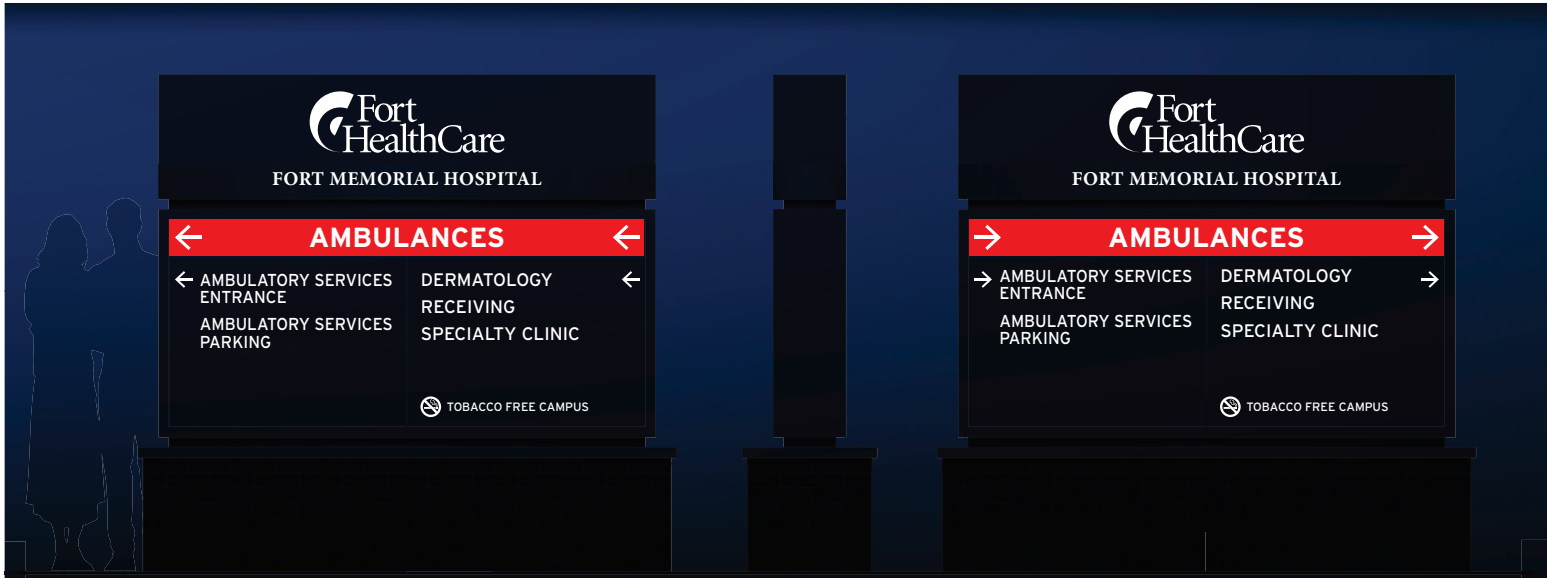 Fort
HealthCare
FORT MEMORIAL HOSPITAL
← AMBULANCES ←
← AMBULATORY SERVICES
ENTRANCE
AMBULATORY SERVICES
PARKING
DERMATOLOGY ←
RECEIVING
SPECIALTY CLINIC
TOBACCO FREE CAMPUS
Fort
HealthCare
FORT MEMORIAL HOSPITAL
→ AMBULANCES →
→ AMBULATORY SERVICES
ENTRANCE
AMBULATORY SERVICES
PARKING
DERMATOLOGY →
RECEIVING
SPECIALTY CLINIC
TOBACCO FREE CAMPUS